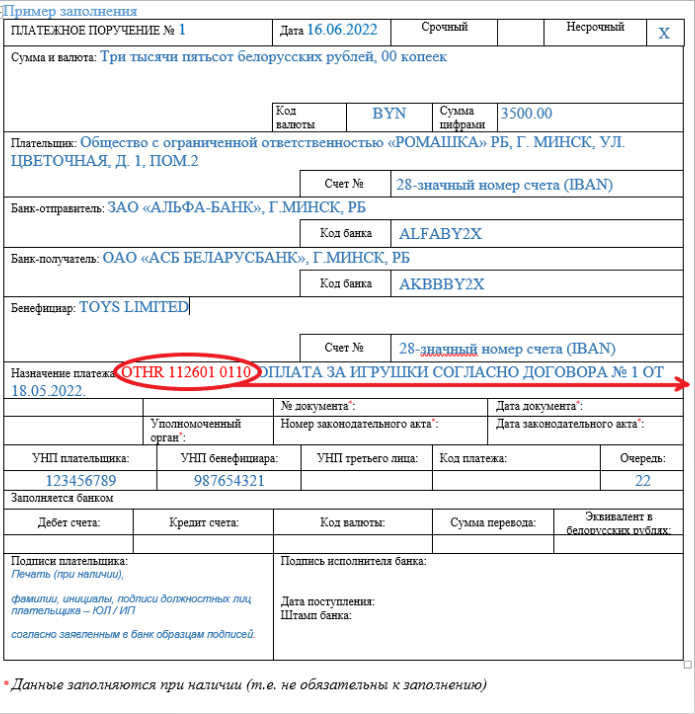 Пример заполнения
ПЛАТЕЖНОЕ ПОРУЧЕНИЕ № 1 Дата 16.06.2022 Срочный Несрочный X
Сумма и валюта: Три тысячи пятьсот белорусских рублей, 00 копеек
Код валюты BYN Сумма цифрами 3500.00
Плательщик: Общество с ограниченной ответственностью «РОМАШКА» РБ, Г. МИНСК, УЛ.
ЦВЕТОЧНАЯ, Д. 1, ПОМ.2
Счет № 28-значный номер счета (IBAN)
Банк-отправитель: ЗАО «АЛЬФА-БАНК», Г.МИНСК, РБ
Код банка ALFABY2X
Банк-получатель: ОАО «АСБ БЕЛАРУСБАНК», Г.МИНСК, РБ
Код банка AKBBBY2X
Бенефициар: TOYS LIMITED
Счет № 28-значный номер счета (IBAN)
Назначение платежа: OTHR 112601 0110 ОПЛАТА ЗА ИГРУШКИ СОГЛАСНО ДОГОВОРА № 1 ОТ
18.05.2022.
№ документа*: Дата документа*:
Уполномоченный орган*: Номер законодательного акта*: Дата законодательного акта*:
УНП плательщика: УНП бенефициара: УНП третьего лица: Код платежа: Очередь:
123456789 987654321 22
Заполняется банком
Дебет счета: Кредит счета: Код валюты: Сумма перевода: Эквивалент в белорусских рублях:
Подписи плательщика: Подпись исполнителя банка:
Печать (при наличии),
фамилии, инициалы, подписи должностных лиц
плательщика – ЮЛ / ИП
Дата поступления:
Штамп банка:
согласно заявленным в банк образцам подписей.
* Данные заполняются при наличии (т.е. не обязательны к заполнению)